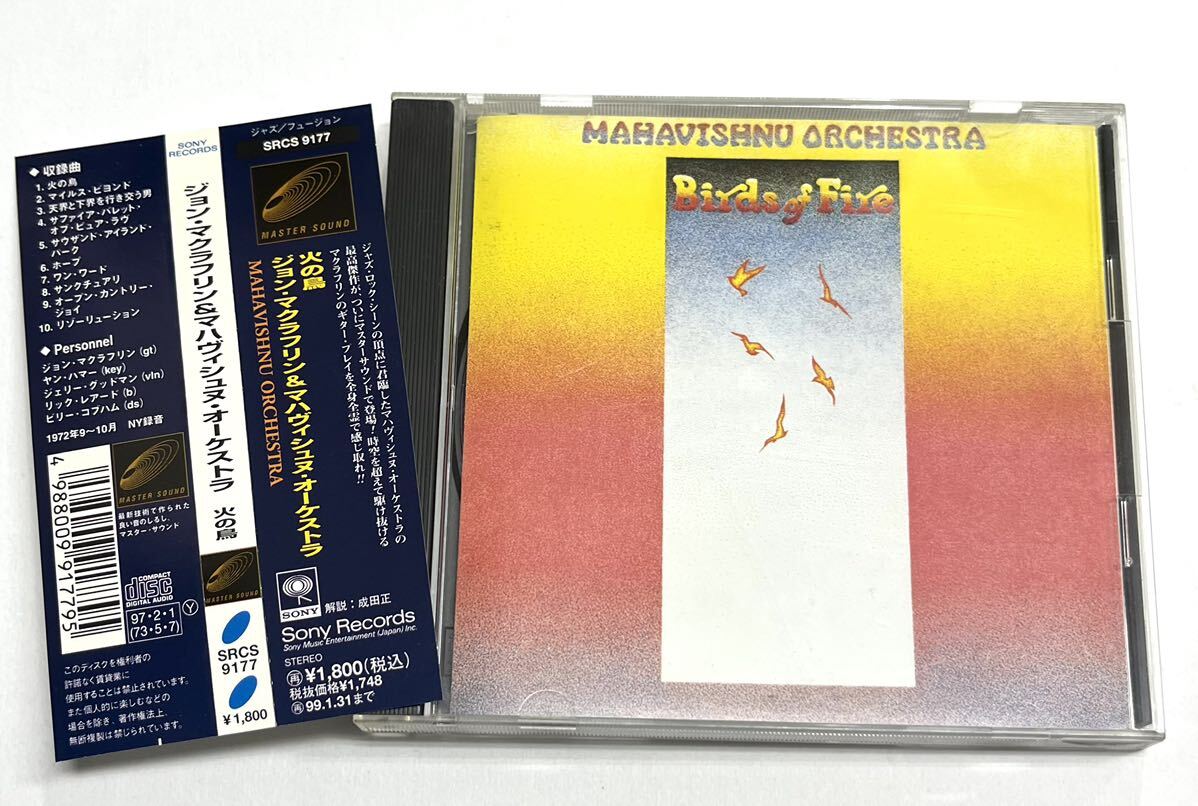 ◆ 収録曲
1. 火の鳥
2. マイルス・ビヨンド
3. 天界と下界を行き交う男
4. サファイア・バレット・
オブ・ピュア・ラヴ
5. サウザンド・アイランド・
パーク
6. ホープ
7. ワン・ワード
8. サンクチュアリ
9. オープン・カントリー・
ジョイ
10. リゾーリューション
◆ Personnel
ジョン・マクラフリン (gt)
ヤン・ハマー (key)
ジェリー・グッドマン (vln)
リック・レアード (b)
ビリー・コブハム (ds)
1972年9〜10月 NY録音
MASTER SOUND
最新技術で作られた
良い音のしるし、
マスター・サウンド
4 988009 917795
COMPACT
disc
DIGITAL AUDIO
97・2・1
(73・5・7)
Y
このディスクを権利者の
許諾なく賃貸業に
使用することは禁止されています。
また個人的に楽しむなどの
場合を除き、著作権法上、
無断複製は禁じられています。
SONY
RECORDS
ジョン・マクラフリン&マハヴィシュヌ・オーケストラ 火の鳥
MASTER SOUND
SRCS
9177
¥1,800
ジャズ/フュージョン
SRCS 9177
MASTER SOUND
火の鳥
ジョン・マクラフリン&マハヴィシュヌ・オーケストラ
MAHAVISHNU ORCHESTRA
ジャズ・ロック・シーンの頂点に君臨したマハヴィシュヌ・オーケストラの
最高傑作が、ついにマスターサウンドで登場!時空を超えて駆け抜ける
マクラフリンのギター・プレイを全身全霊で感じ取れ!!
SONY
解説:成田正
Sony Records
Sony Music Entertainment (Japan) Inc.
STEREO
再 ¥1,800(税込)
税抜価格¥1,748
再 99.1.31まで
MAHAVISHNU ORCHESTRA
Birds of Fire